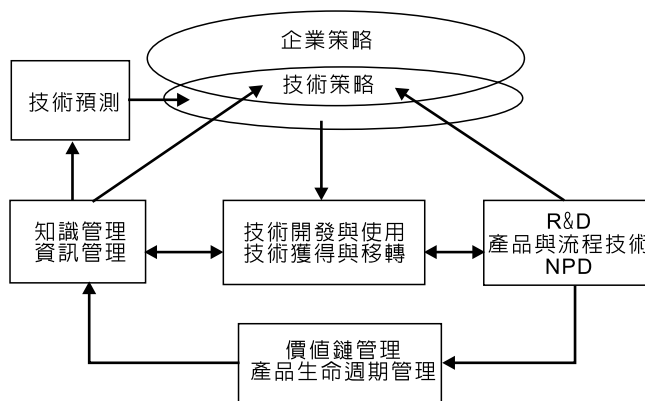 企業策略
技術策略
技術預測
知識管理
資訊管理
技術開發與使用
技術獲得與移轉
R&D
產品與流程技術
NPD
價值鏈管理
產品生命週期管理